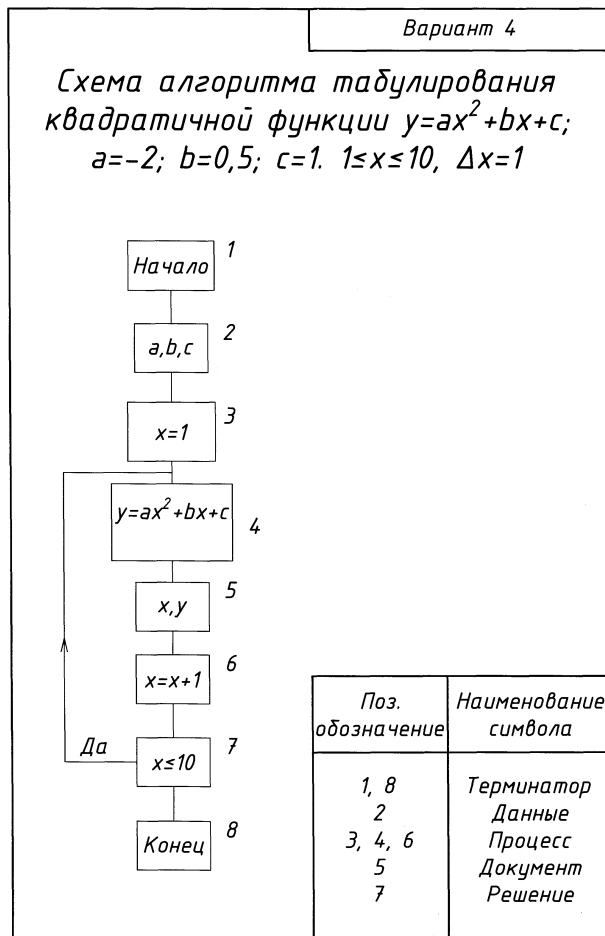 Вариант 4
Схема алгоритма табулирования
квадратичной функции y=ax²+bx+c;
a=-2; b=0,5; c=1. 1≤x≤10, Δx=1
Начало 1
a,b,c 2
x=1 3
y=ax²+bx+c 4
x,y 5
x=x+1 6
Да x≤10 7
Конец 8
Поз. обозначение Наименование символа
1, 8 Терминатор
2 Данные
3, 4, 6 Процесс
5 Документ
7 Решение